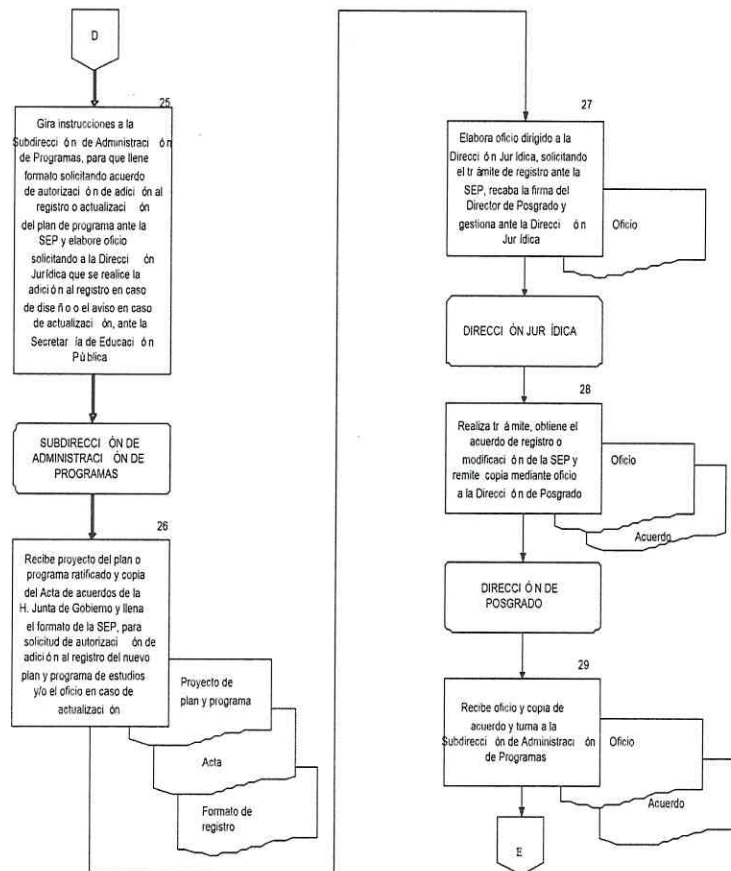 D
25
Gira instrucciones a la
Subdirecci ó n de Administraci ón
de Programas, para que llene
formato solicitando acuerdo
de autorizaci ón de adici ón al
registro o actualizaci ón
del plan de programa ante la
SEP y elabore oficio
solicitando a la Direcci ón
Jurídica que se realice la
adici ón al registro en caso
de dise ño o el aviso en caso
de actualizaci ón, ante la
Secretar ía de Educaci ón
Pública
SUBDIRECCI ÓN DE
ADMINISTRACI ÓN DE
PROGRAMAS
26
Recibe proyecto del plan o
programa ratificado y copia
del Acta de acuerdos de la
H. Junta de Gobierno y llena
el formato de la SEP, para
solicitud de autorizaci ón de
adici ón al registro del nuevo
plan y programa de estudios
y/o el oficio en caso de
actualizaci ón
Proyecto de
plan y programa
Acta
Formato de
registro
27
Elabora oficio dirigido a la
Direcci ón Jur ídica, solicitando
el tr ámite de registro ante la
SEP, recaba la firma del
Director de Posgrado y
gestiona ante la Direcci ón
Jur ídica
Oficio
DIRECCI ÓN JUR ÍDICA
28
Realiza tr ámite, obtiene el
acuerdo de registro o
modificaci ón de la SEP y
remite copia mediante oficio
a la Direcci ón de Posgrado
Oficio
Acuerdo
DIRECCI ÓN DE
POSGRADO
29
Recibe oficio y copia de
acuerdo y turna a la
Subdirecci ón de Administraci ón
de Programas
Oficio
Acuerdo
E